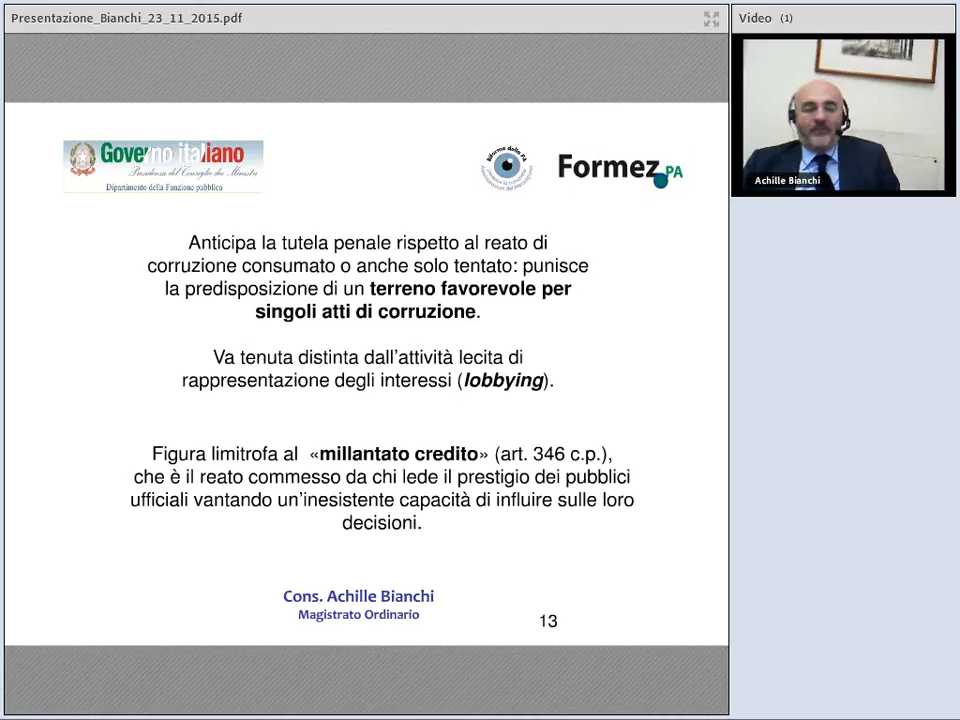 Presentazione_Bianchi_23_11_2015.pdf
Video (1)
Achille Bianchi
Governo italiano
Presidenza del Consiglio dei Ministri
Dipartimento della Funzione pubblica
Riforma della PA
Formez PA
Anticipa la tutela penale rispetto al reato di
corruzione consumato o anche solo tentato: punisce
la predisposizione di un terreno favorevole per
singoli atti di corruzione.
Va tenuta distinta dall'attività lecita di
rappresentazione degli interessi (lobbying).
Figura limitrofa al «millantato credito» (art. 346 c.p.),
che è il reato commesso da chi lede il prestigio dei pubblici
ufficiali vantando un'inesistente capacità di influire sulle loro
decisioni.
Cons. Achille Bianchi
Magistrato Ordinario
13